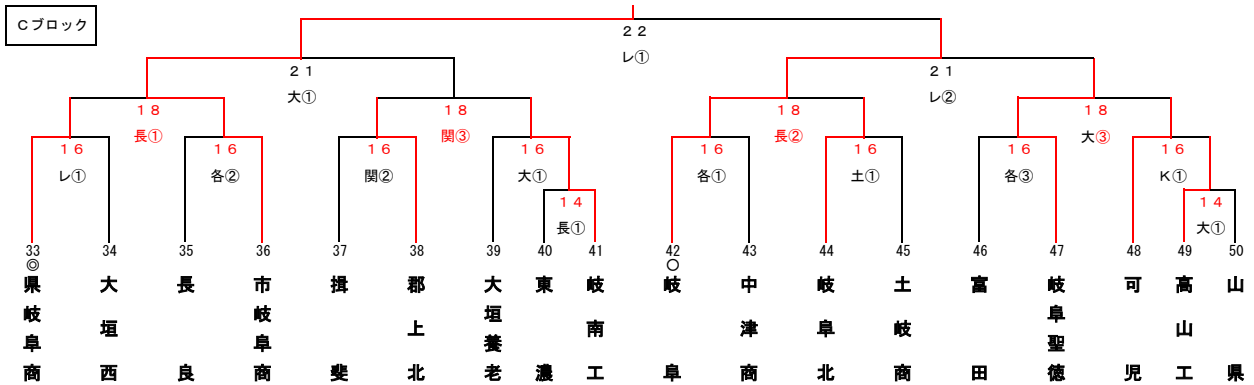 Ｃブロック
２２
レ①
２１
大①
２１
レ②
１８
長①
１８
関③
１８
長②
１８
大③
１６
レ①
１６
各②
１６
関②
１６
大①
１６
各①
１６
土①
１６
各③
１６
Ｋ①
１４
長①
１４
大①
33 34 35 36 37 38 39 40 41 42 43 44 45 46 47 48 49 50
◎ ○
県岐阜商
大垣西
長良
市岐阜商
揖斐
郡上北
大垣養老
東濃
岐南工
岐阜
中津商
岐阜北
土岐商
富田
岐阜聖徳
可児
高山工
山県